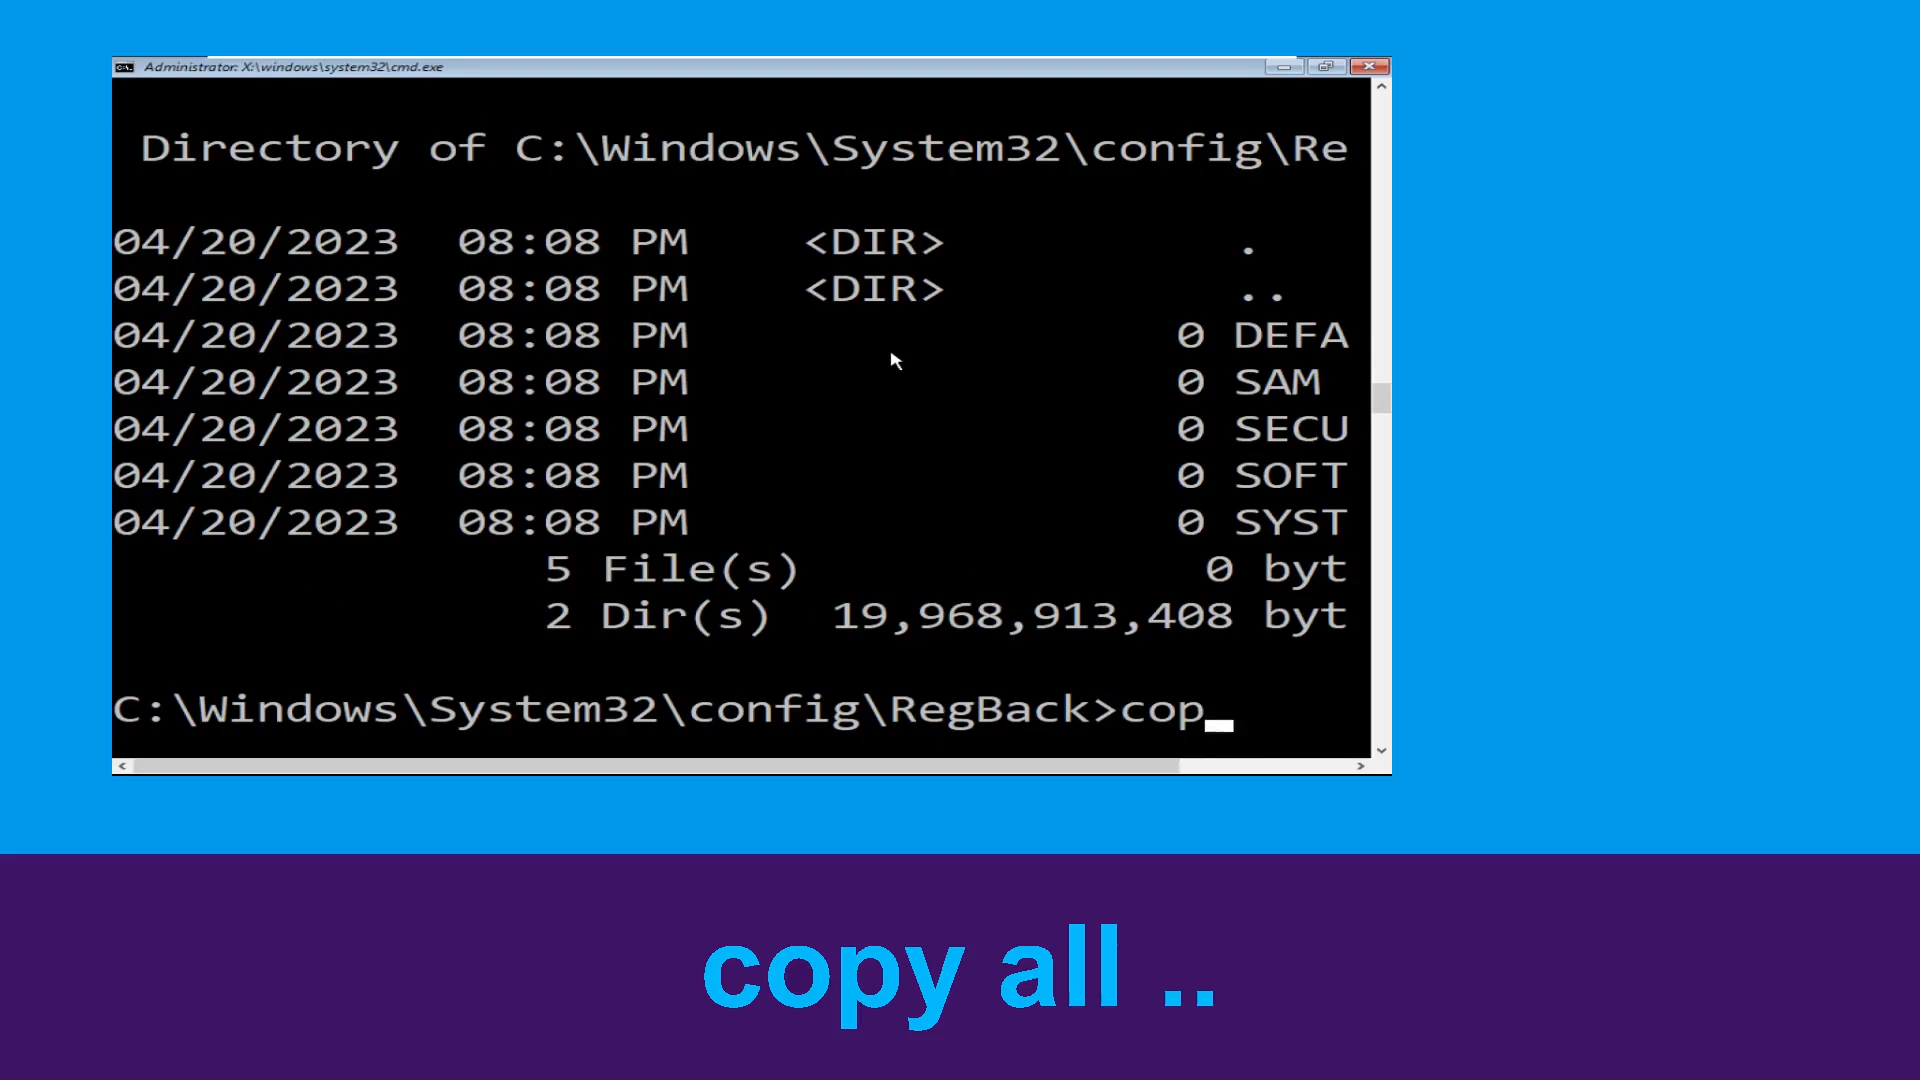 Administrator: X:\windows\system32\cmd.exe
Directory of C:\Windows\System32\config\Re
04/20/2023 08:08 PM <DIR> .
04/20/2023 08:08 PM <DIR> ..
04/20/2023 08:08 PM 0 DEFA
04/20/2023 08:08 PM 0 SAM
04/20/2023 08:08 PM 0 SECU
04/20/2023 08:08 PM 0 SOFT
04/20/2023 08:08 PM 0 SYST
5 File(s) 0 byt
2 Dir(s) 19,968,913,408 byt
C:\Windows\System32\config\RegBack>cop
copy all ..